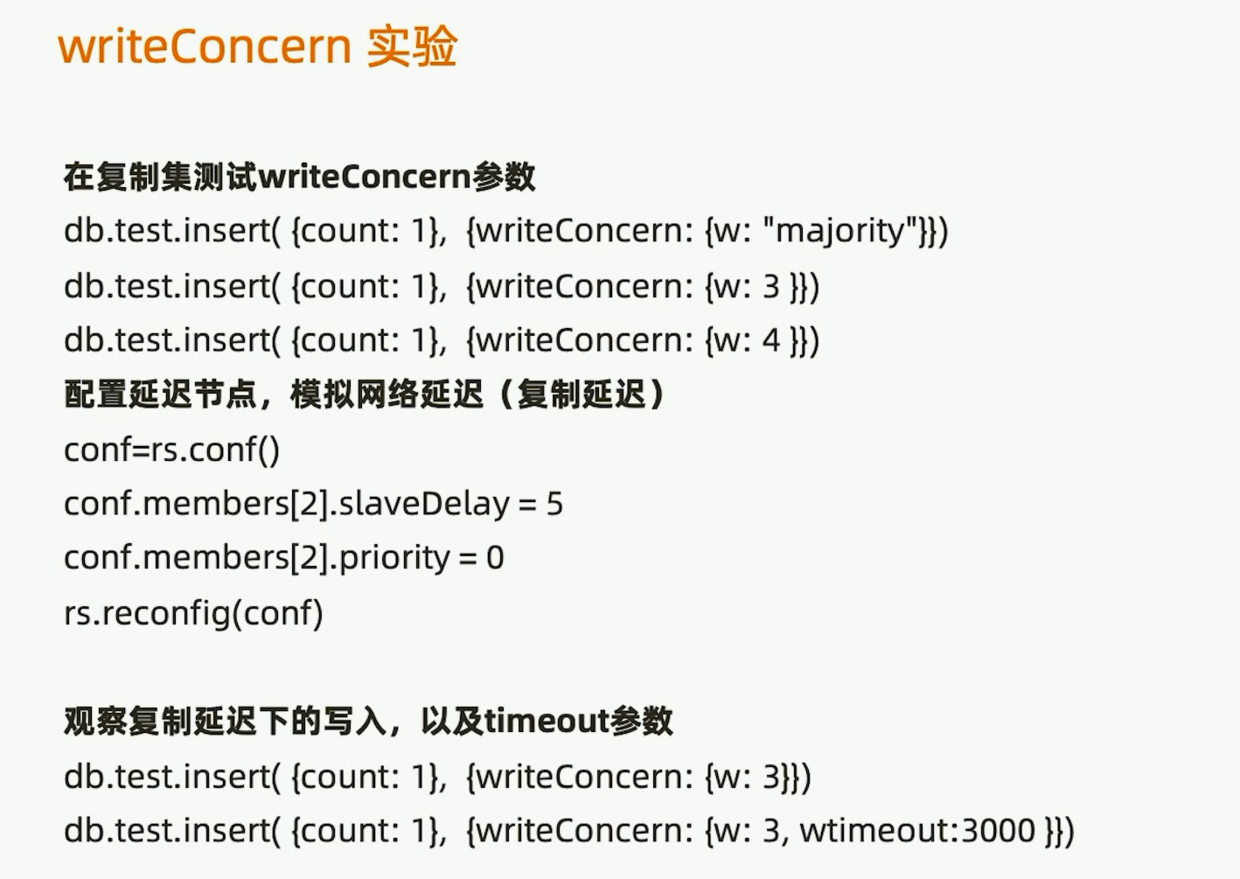 writeConcern 实验
在复制集测试writeConcern参数
db.test.insert( {count: 1}, {writeConcern: {w: "majority"}})
db.test.insert( {count: 1}, {writeConcern: {w: 3 }})
db.test.insert( {count: 1}, {writeConcern: {w: 4 }})
配置延迟节点，模拟网络延迟（复制延迟）
conf=rs.conf()
conf.members[2].slaveDelay = 5
conf.members[2].priority = 0
rs.reconfig(conf)
观察复制延迟下的写入，以及timeout参数
db.test.insert( {count: 1}, {writeConcern: {w: 3}})
db.test.insert( {count: 1}, {writeConcern: {w: 3, wtimeout:3000 }})